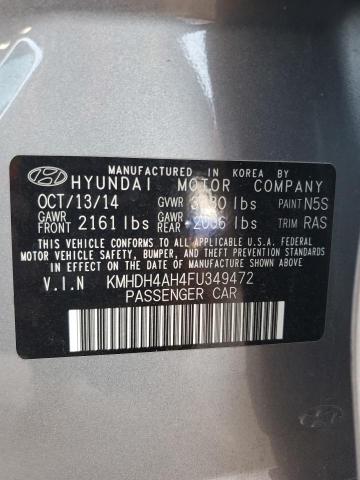 MANUFACTURED IN KOREA BY
HYUNDAI MOTOR COMPANY
OCT/13/14 GVWR lbs PAINT N5S
GAWR FRONT 2161 lbs GAWR REAR lbs TRIM RAS
THIS VEHICLE CONFORMS TO ALL APPLICABLE U.S.A. FEDERAL
MOTOR VEHICLE SAFETY, BUMPER, AND THEFT PREVENTION
STANDARDS IN EFFECT ON THE DATE OF MANUFACTURE SHOWN ABOVE.
V.I.N KMHDH4AH4FU349472
PASSENGER CAR